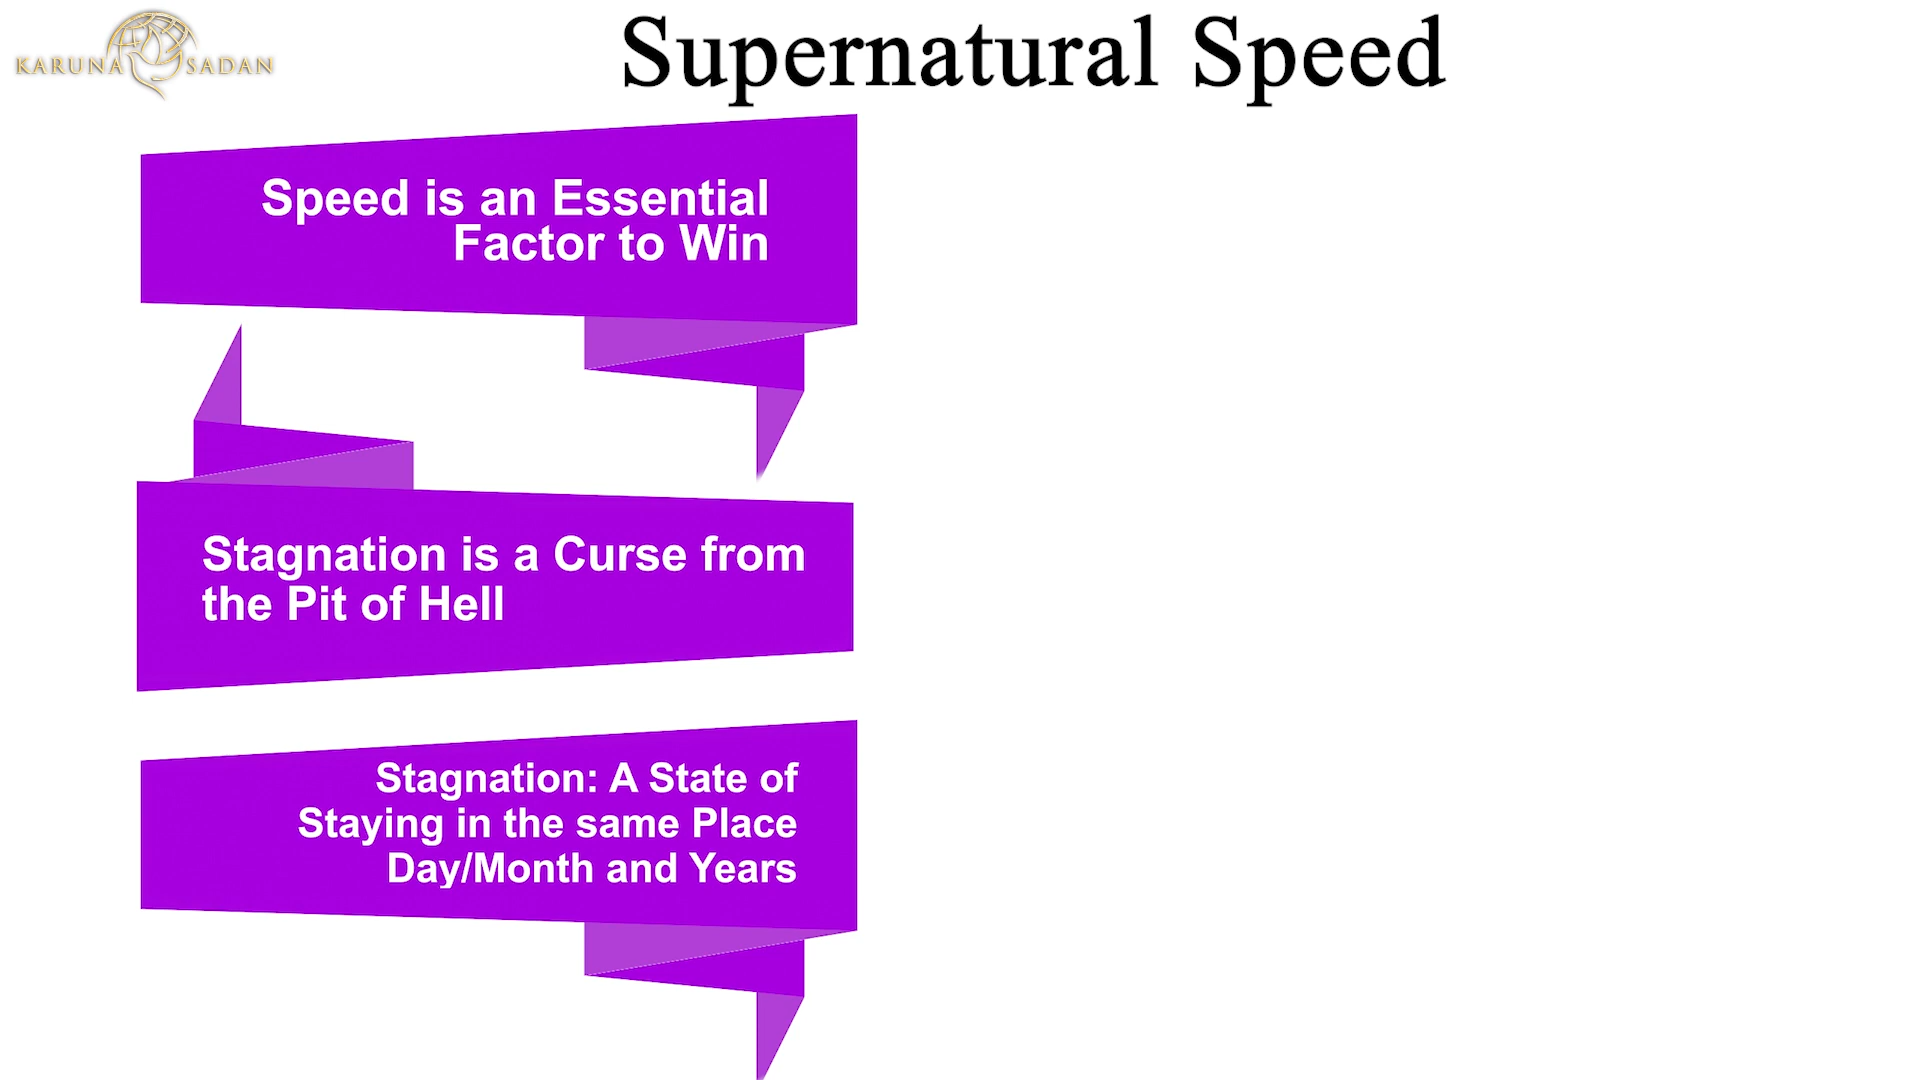 KARUNA SADAN
Supernatural Speed
Speed is an Essential
Factor to Win
Stagnation is a Curse from
the Pit of Hell
Stagnation: A State of
Staying in the same Place
Day/Month and Years